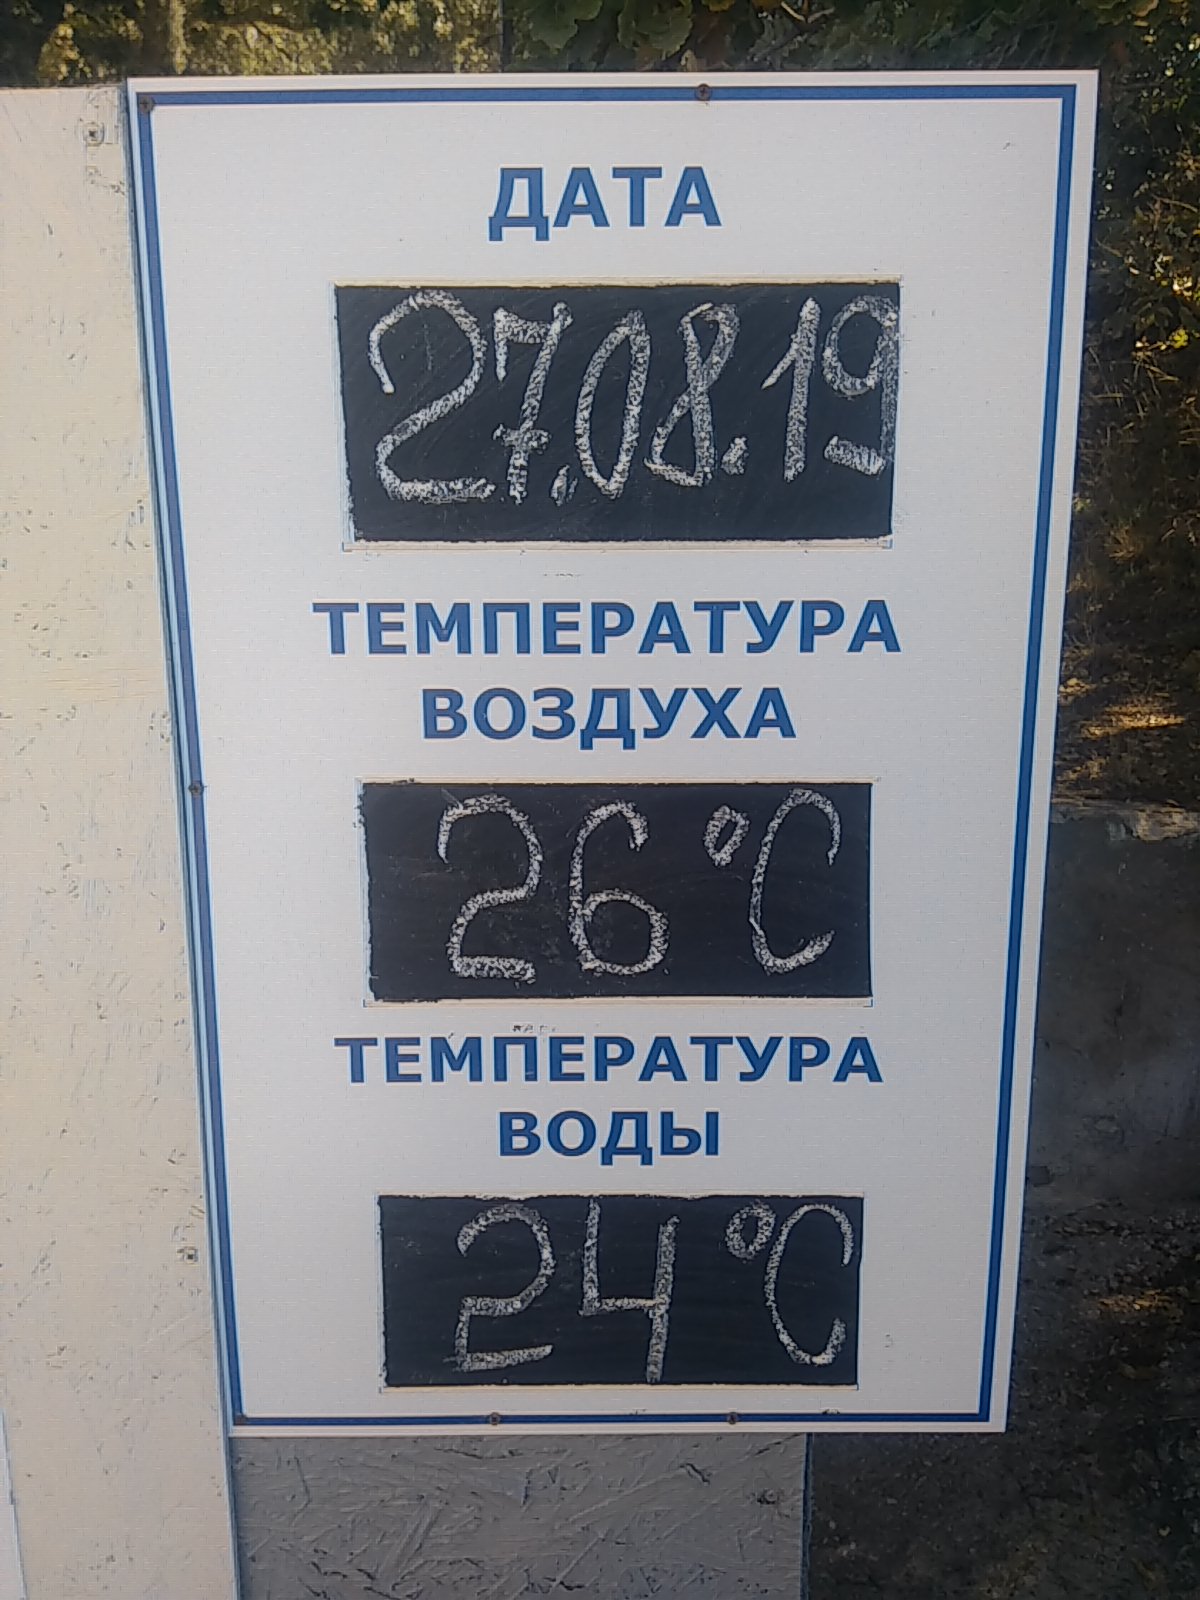 ДАТА
27.08.19
ТЕМПЕРАТУРА
ВОЗДУХА
26 °C
ТЕМПЕРАТУРА
ВОДЫ
24 °C